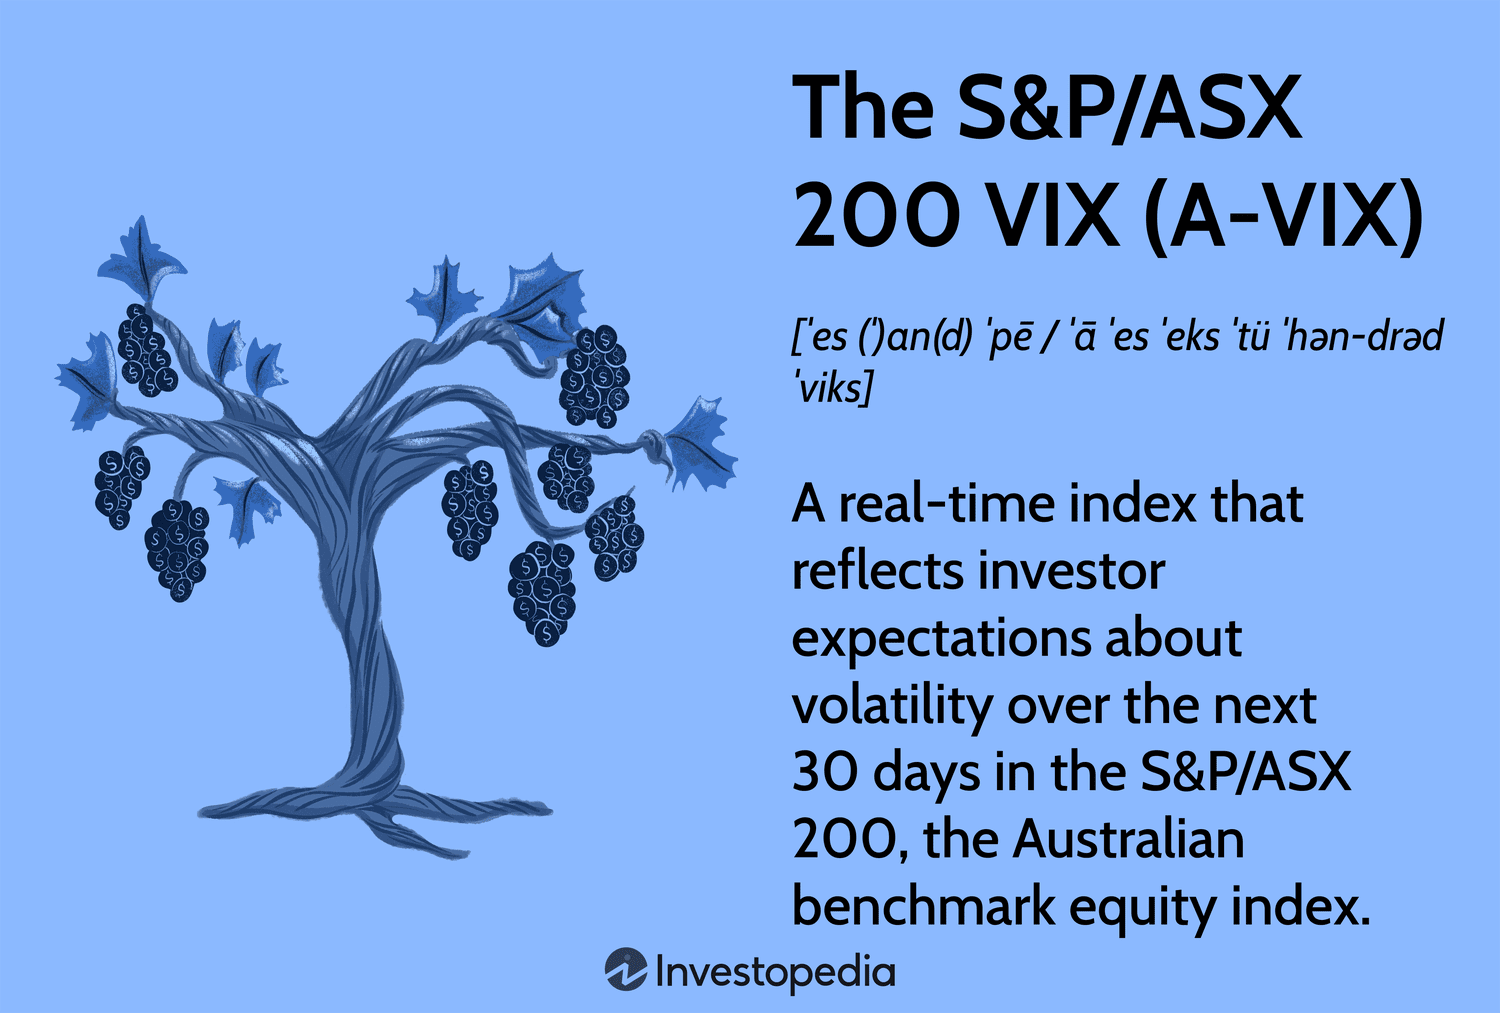 The S&P/ASX
200 VIX (A-VIX)
[ˈes (ˈ)an(d) ˈpē / ˈā ˈes ˈeks ˈtü ˈhən-drəd
ˈviks]
A real-time index that
reflects investor
expectations about
volatility over the next
30 days in the S&P/ASX
200, the Australian
benchmark equity index.
Investopedia